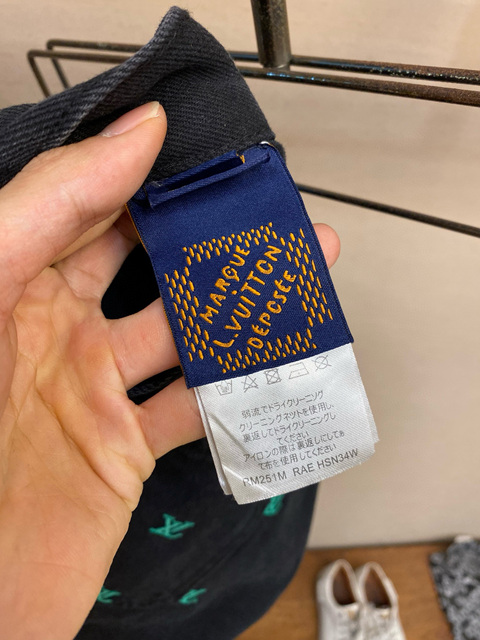 MARQUE
L.VUITTON
DÉPOSÉE
弱流でドライクリーニング
クリーニングネットを使用し、
裏返してドライクリーニングし
てください
アイロンの際は裏返しにしてあ
て布を使用してください
RM251M RAE HSN34W